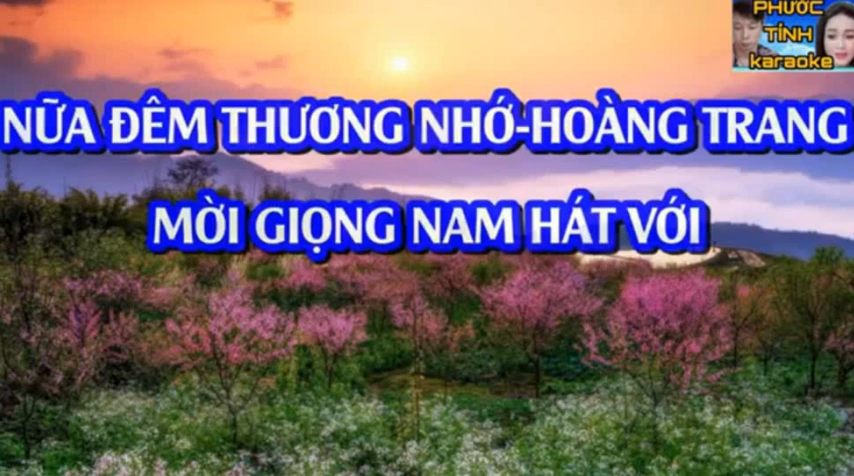 PHƯỚC
TÍNH
karaoke
NỮA ĐÊM THƯƠNG NHỚ-HOÀNG TRANG
MỜI GIỌNG NAM HÁT VỚI